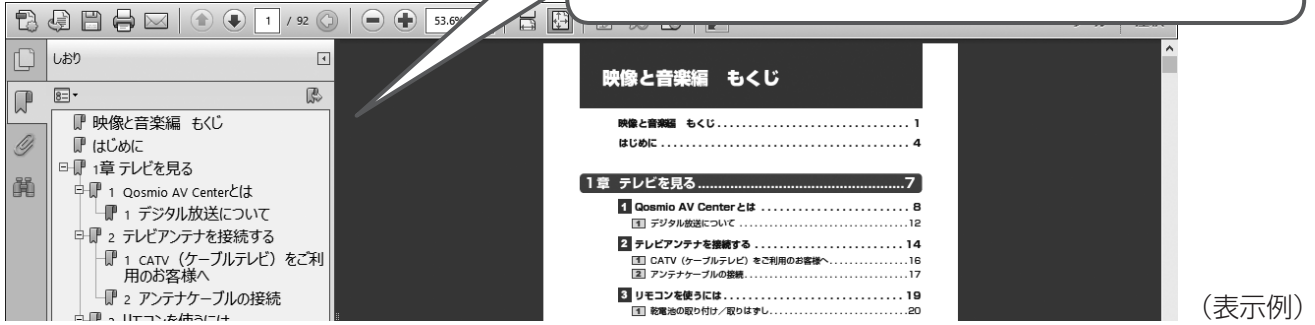 1 / 92
53.6%
しおり
映像と音楽編 もくじ
はじめに
1章 テレビを見る
1 Qosmio AV Centerとは
1 デジタル放送について
2 テレビアンテナを接続する
1 CATV（ケーブルテレビ）をご利
用のお客様へ
2 アンテナケーブルの接続
3 リモコンを使うには
映像と音楽編 もくじ
映像と音楽編 もくじ............................... 1
はじめに........................................ 4
1章 テレビを見る...................................................7
1 Qosmio AV Centerとは........................ 8
1 デジタル放送について...........................12
2 テレビアンテナを接続する........................ 14
1 CATV（ケーブルテレビ）をご利用のお客様へ.............16
2 アンテナケーブルの接続..........................17
3 リモコンを使うには............................. 19
1 乾電池の取り付け／取りはずし......................20
（表示例）